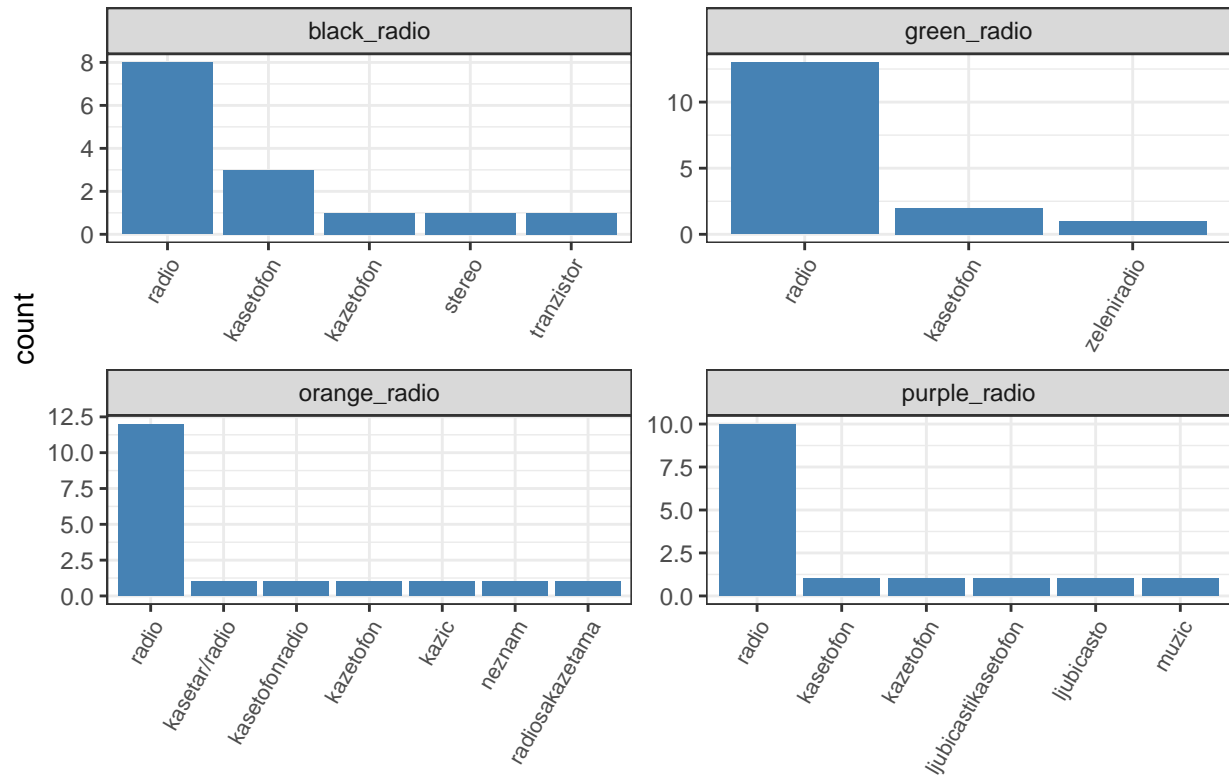 black_radio
8
6
4
2
0
radio
kasetofon
kazetofon
stereo
tranzistor
green_radio
10
5
0
radio
kasetofon
zeleniradio
count
orange_radio
12.5
10.0
7.5
5.0
2.5
0.0
radio
kasetar/radio
kasetofonradio
kazetofon
kazic
neznam
radiosakazetama
purple_radio
10.0
7.5
5.0
2.5
0.0
radio
kasetofon
kazetofon
ljubicastikasetofon
ljubicasto
muzic